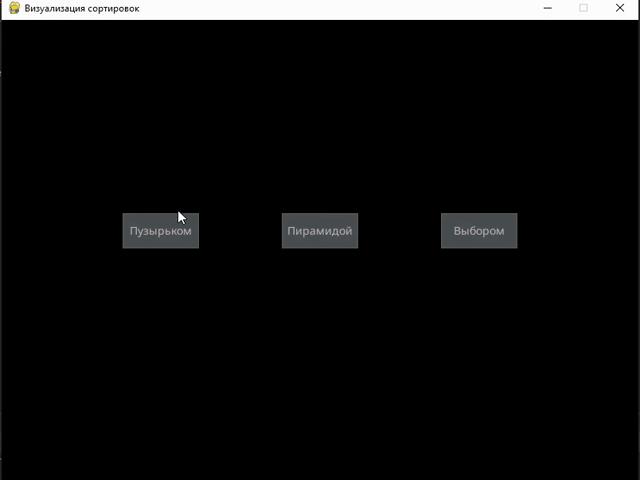 Визуализация сортировок
Пузырьком
Пирамидой
Выбором